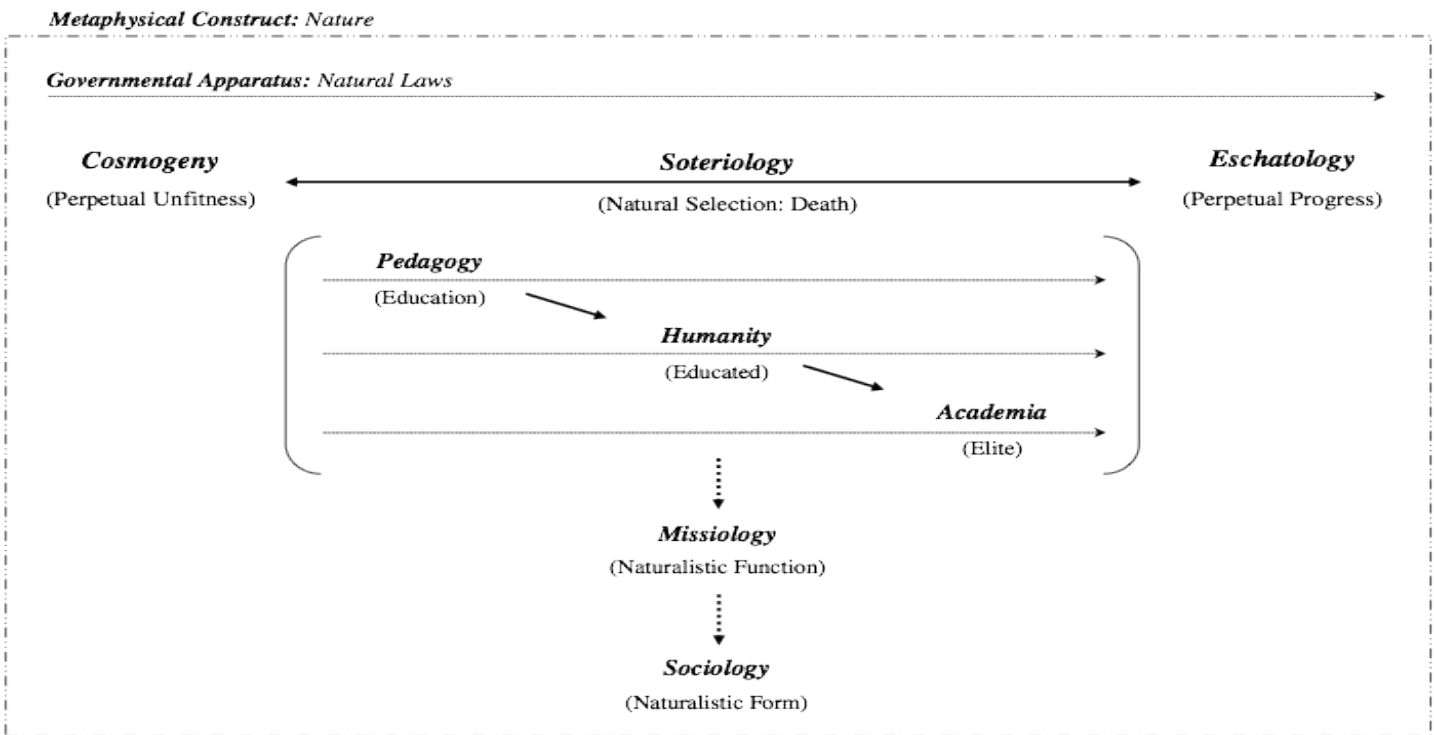 Metaphysical Construct: Nature
Governmental Apparatus: Natural Laws
Cosmogeny
(Perpetual Unfitness)
Soteriology
(Natural Selection: Death)
Eschatology
(Perpetual Progress)
Pedagogy
(Education)
Humanity
(Educated)
Academia
(Elite)
Missiology
(Naturalistic Function)
Sociology
(Naturalistic Form)